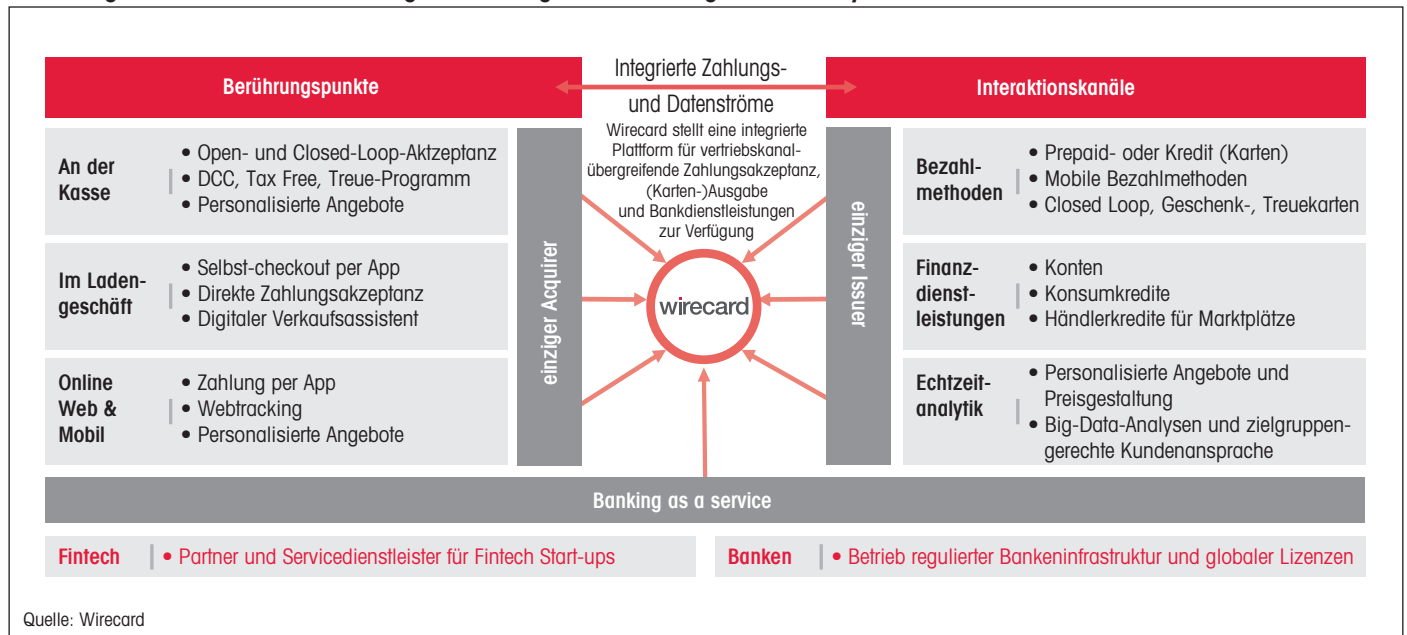 Berührungspunkte
Integrierte Zahlungs-
und Datenströme
Wirecard stellt eine integrierte
Plattform für vertriebskanal-
übergreifende Zahlungsakzeptanz,
(Karten-)Ausgabe
und Bankdienstleistungen
zur Verfügung
Interaktionskanäle
An der
Kasse
• Open- und Closed-Loop-Aktzeptanz
• DCC, Tax Free, Treue-Programm
• Personalisierte Angebote
Im Laden-
geschäft
• Selbst-checkout per App
• Direkte Zahlungsakzeptanz
• Digitaler Verkaufsassistent
Online
Web &
Mobil
• Zahlung per App
• Webtracking
• Personalisierte Angebote
einziger Acquirer
wirecard
einziger Issuer
Bezahl-
methoden
• Prepaid- oder Kredit (Karten)
• Mobile Bezahlmethoden
• Closed Loop, Geschenk-, Treuekarten
Finanz-
dienst-
leistungen
• Konten
• Konsumkredite
• Händlerkredite für Marktplätze
Echtzeit-
analytik
• Personalisierte Angebote und
Preisgestaltung
• Big-Data-Analysen und zielgruppen-
gerechte Kundenansprache
Banking as a service
Fintech
• Partner und Servicedienstleister für Fintech Start-ups
Banken
• Betrieb regulierter Bankeninfrastruktur und globaler Lizenzen
Quelle: Wirecard